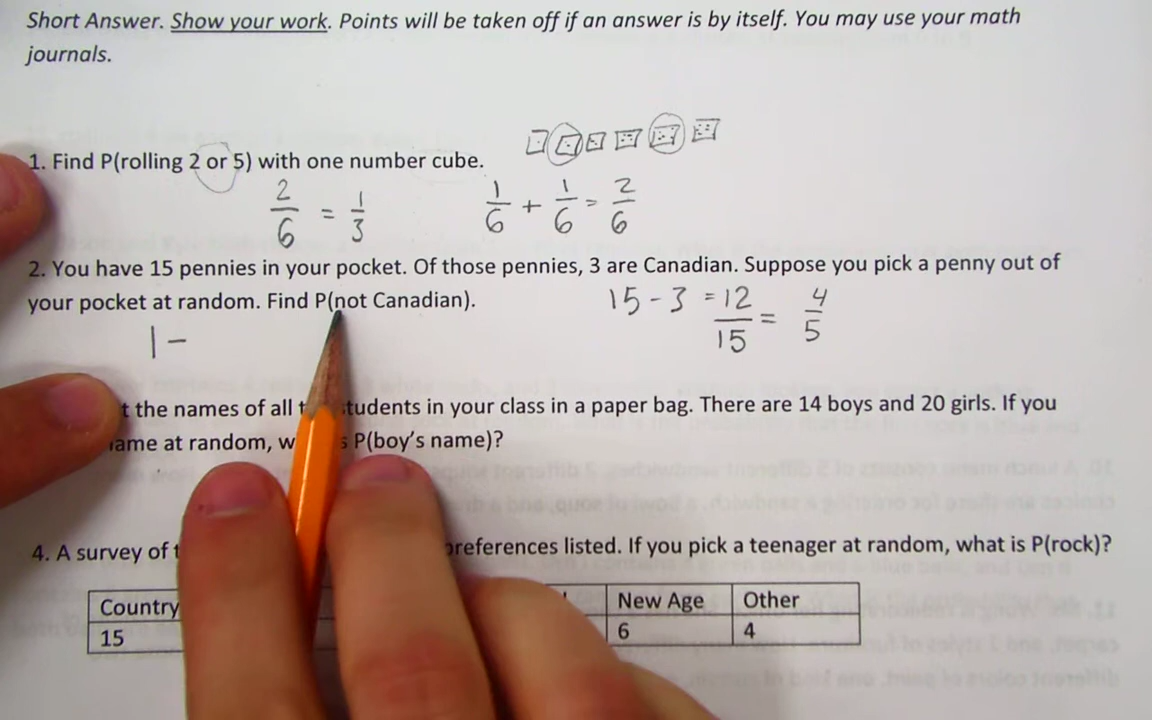 Short Answer. Show your work. Points will be taken off if an answer is by itself. You may use your math
journals.
1. Find P(rolling 2 or 5) with one number cube.
2/6 = 1/3    1/6 + 1/6 = 2/6
2. You have 15 pennies in your pocket. Of those pennies, 3 are Canadian. Suppose you pick a penny out of
your pocket at random. Find P(not Canadian).
15 - 3 = 12/15 = 4/5
1 -
the names of all students in your class in a paper bag. There are 14 boys and 20 girls. If you
at random, P(boy's name)?
4. A survey of preferences listed. If you pick a teenager at random, what is P(rock)?
Country New Age Other
15 6 4